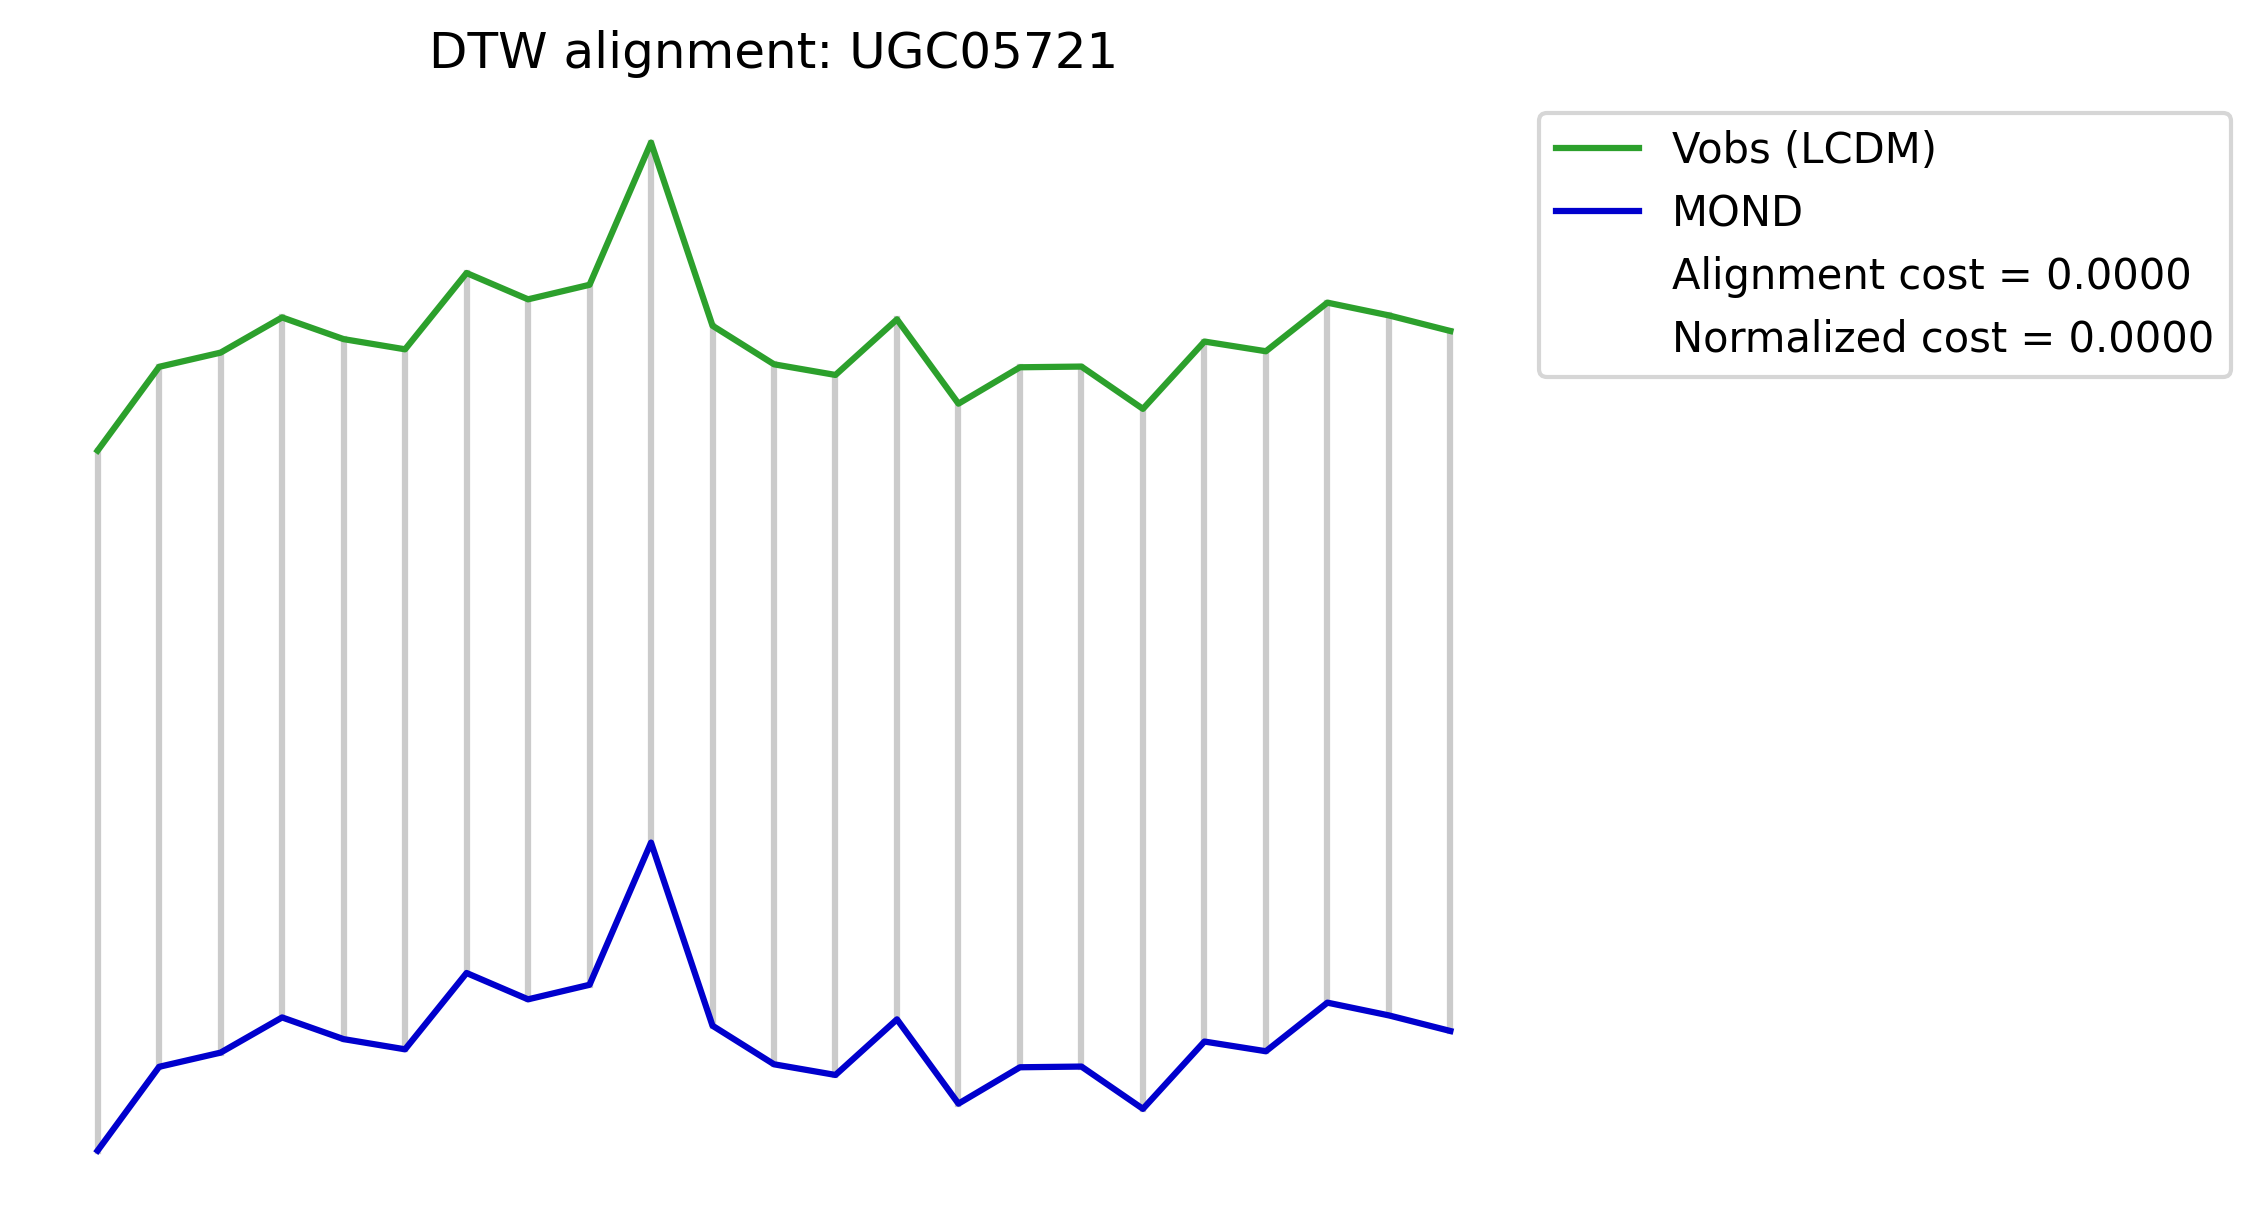 DTW alignment: UGC05721
Vobs (LCDM)
MOND
Alignment cost = 0.0000
Normalized cost = 0.0000